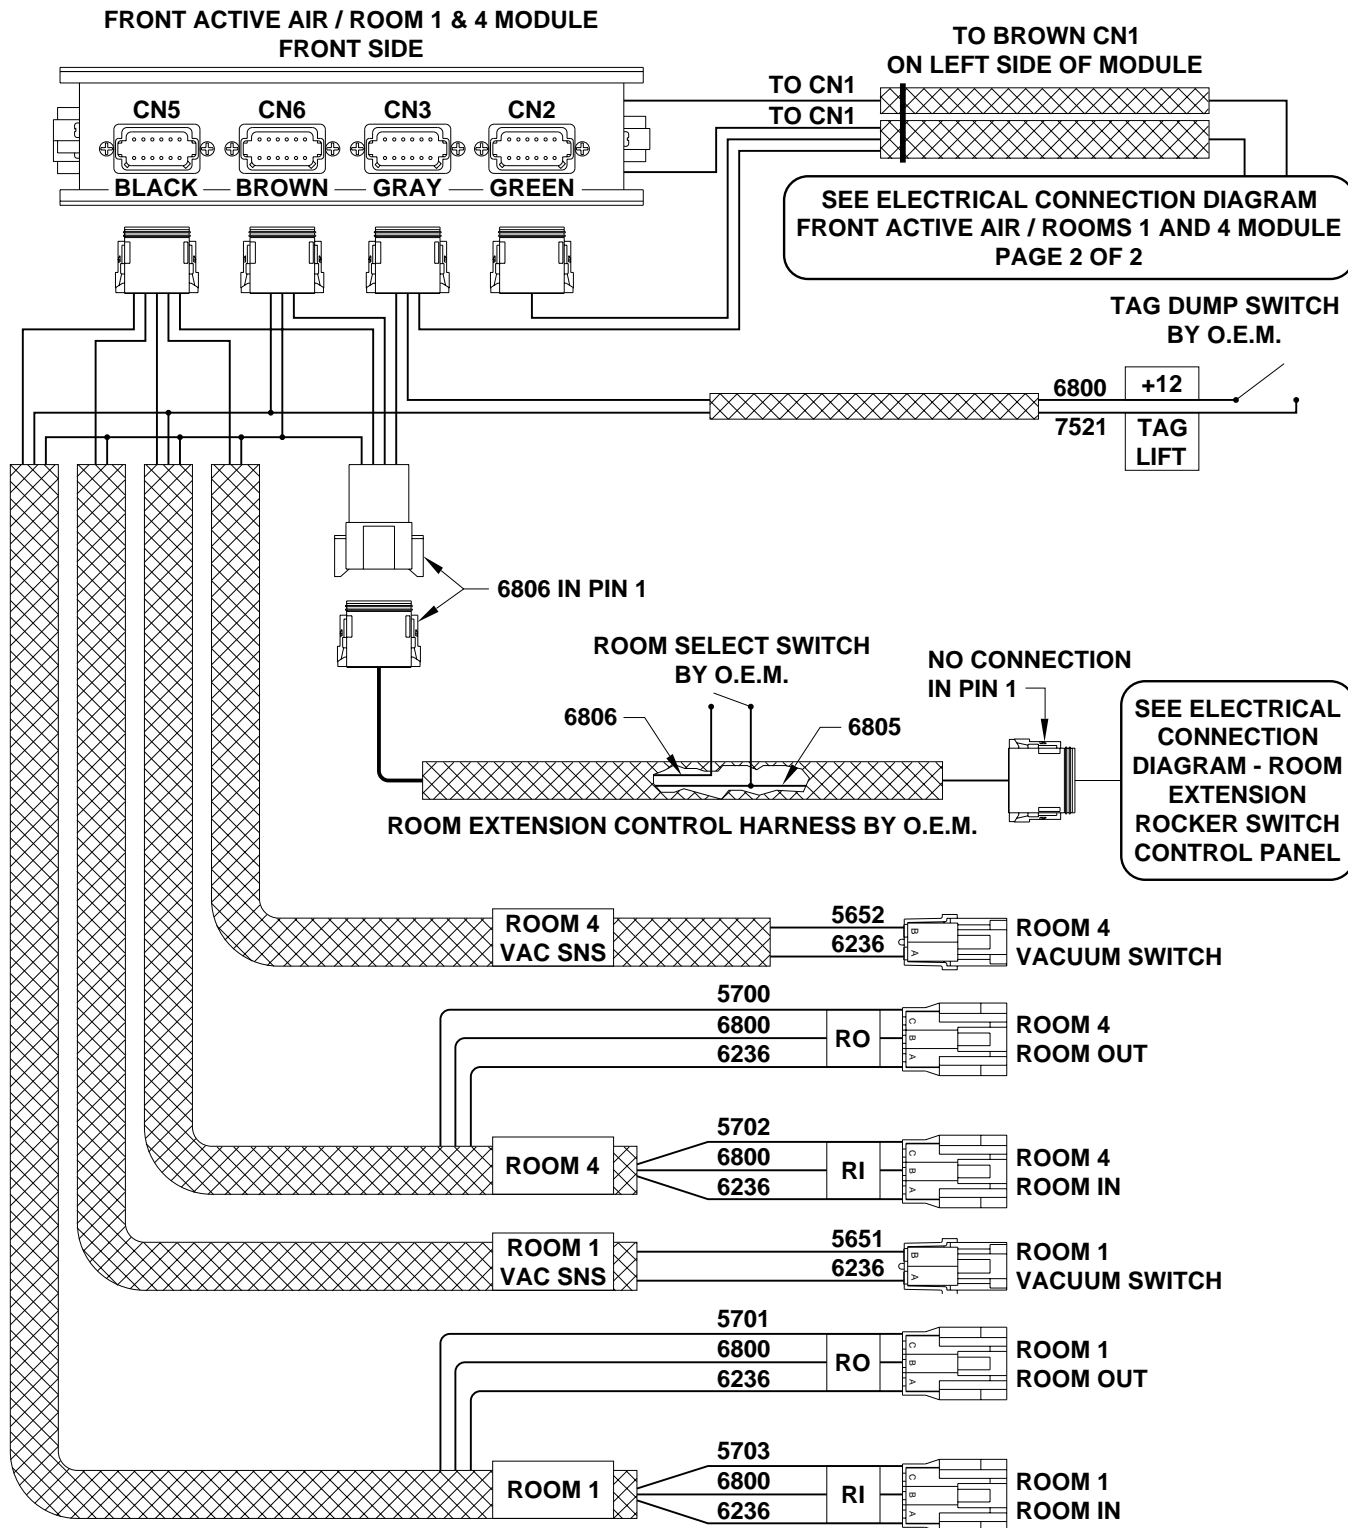 FRONT ACTIVE AIR / ROOM 1 & 4 MODULE
FRONT SIDE
TO BROWN CN1
ON LEFT SIDE OF MODULE
TO CN1
TO CN1
CN5
CN6
CN3
CN2
BLACK
BROWN
GRAY
GREEN
SEE ELECTRICAL CONNECTION DIAGRAM
FRONT ACTIVE AIR / ROOMS 1 AND 4 MODULE
PAGE 2 OF 2
TAG DUMP SWITCH
BY O.E.M.
6800
+12
7521
TAG
LIFT
6806 IN PIN 1
ROOM SELECT SWITCH
BY O.E.M.
6806
6805
NO CONNECTION
IN PIN 1
SEE ELECTRICAL
CONNECTION
DIAGRAM - ROOM
EXTENSION
ROCKER SWITCH
CONTROL PANEL
ROOM EXTENSION CONTROL HARNESS BY O.E.M.
ROOM 4
VAC SNS
5652
6236
B
A
ROOM 4
VACUUM SWITCH
5700
6800
6236
RO
C
B
A
ROOM 4
ROOM OUT
ROOM 4
5702
6800
6236
RI
C
B
A
ROOM 4
ROOM IN
ROOM 1
VAC SNS
5651
6236
B
A
ROOM 1
VACUUM SWITCH
5701
6800
6236
RO
C
B
A
ROOM 1
ROOM OUT
ROOM 1
5703
6800
6236
RI
C
B
A
ROOM 1
ROOM IN